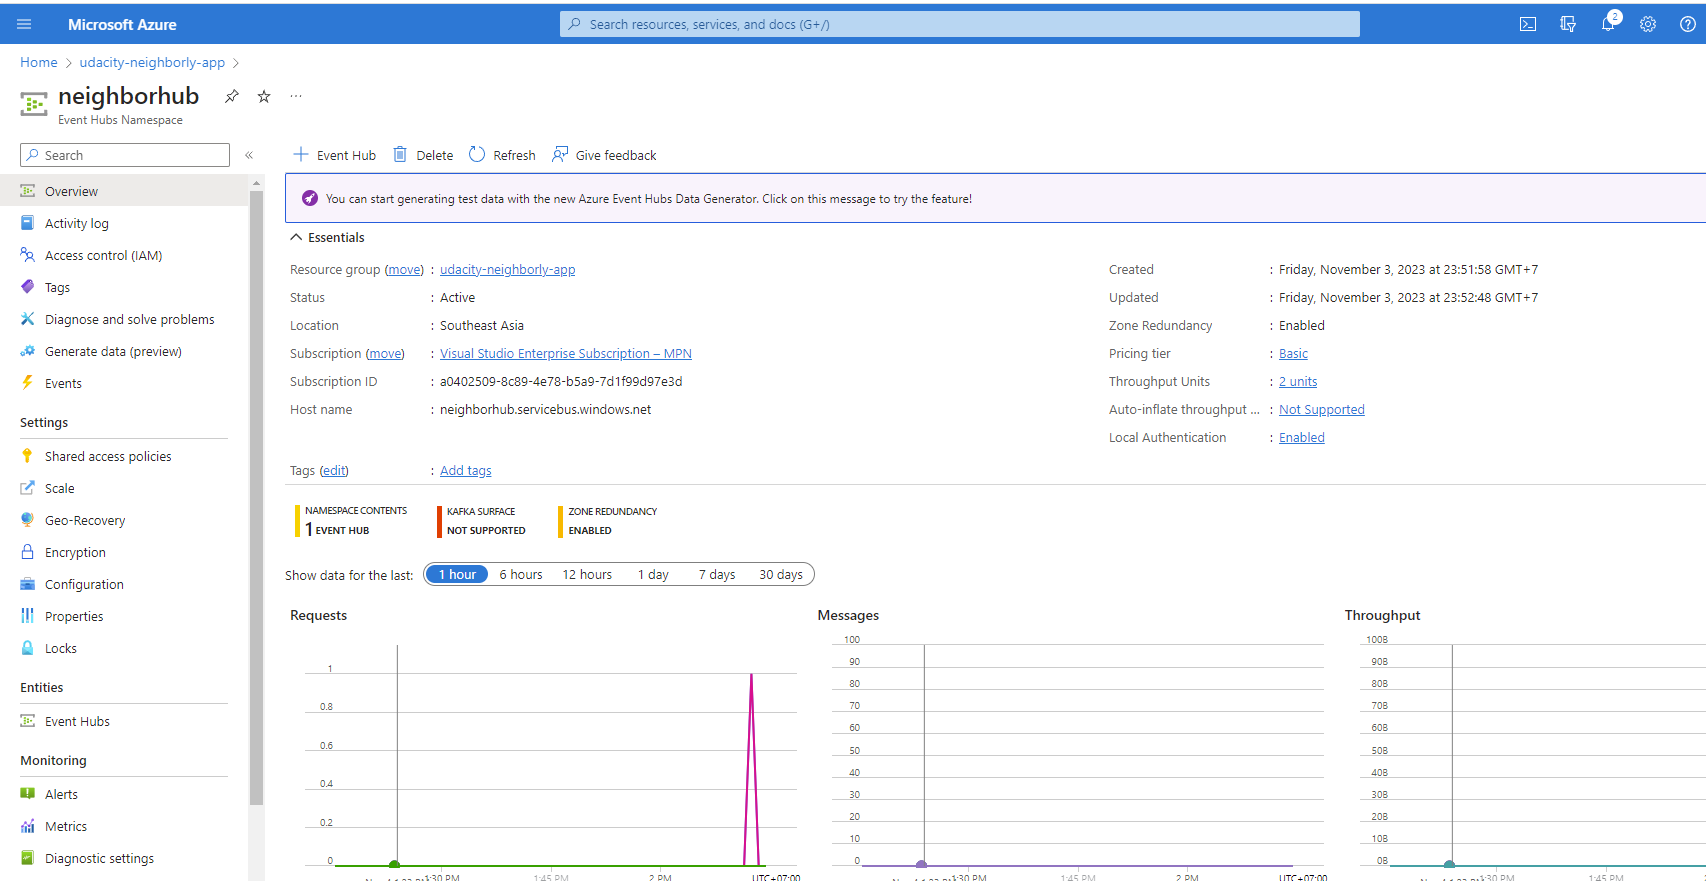 Microsoft Azure
Search resources, services, and docs (G+/)
2
Home > udacity-neighborly-app >
neighborhub
Event Hubs Namespace
Search
Overview
Activity log
Access control (IAM)
Tags
Diagnose and solve problems
Generate data (preview)
Events
Settings
Shared access policies
Scale
Geo-Recovery
Encryption
Configuration
Properties
Locks
Entities
Event Hubs
Monitoring
Alerts
Metrics
Diagnostic settings
Event Hub Delete Refresh Give feedback
You can start generating test data with the new Azure Event Hubs Data Generator. Click on this message to try the feature!
Essentials
Resource group (move) : udacity-neighborly-app
Status : Active
Location : Southeast Asia
Subscription (move) : Visual Studio Enterprise Subscription – MPN
Subscription ID : a0402509-8c89-4e78-b5a9-7d1f99d97e3d
Host name : neighborhub.servicebus.windows.net
Created : Friday, November 3, 2023 at 23:51:58 GMT+7
Updated : Friday, November 3, 2023 at 23:52:48 GMT+7
Zone Redundancy : Enabled
Pricing tier : Basic
Throughput Units : 2 units
Auto-inflate throughput ... : Not Supported
Local Authentication : Enabled
Tags (edit) : Add tags
NAMESPACE CONTENTS
1 EVENT HUB
KAFKA SURFACE
NOT SUPPORTED
ZONE REDUNDANCY
ENABLED
Show data for the last: 1 hour 6 hours 12 hours 1 day 7 days 30 days
Requests
1
0.8
0.6
0.4
0.2
0
1:45 PM 2 PM UTC+07:00
Messages
100
90
80
70
60
50
40
30
20
10
0
1:45 PM 2 PM UTC+07:00
Throughput
100B
90B
80B
70B
60B
50B
40B
30B
20B
10B
0B
1:30 PM 1:45 PM